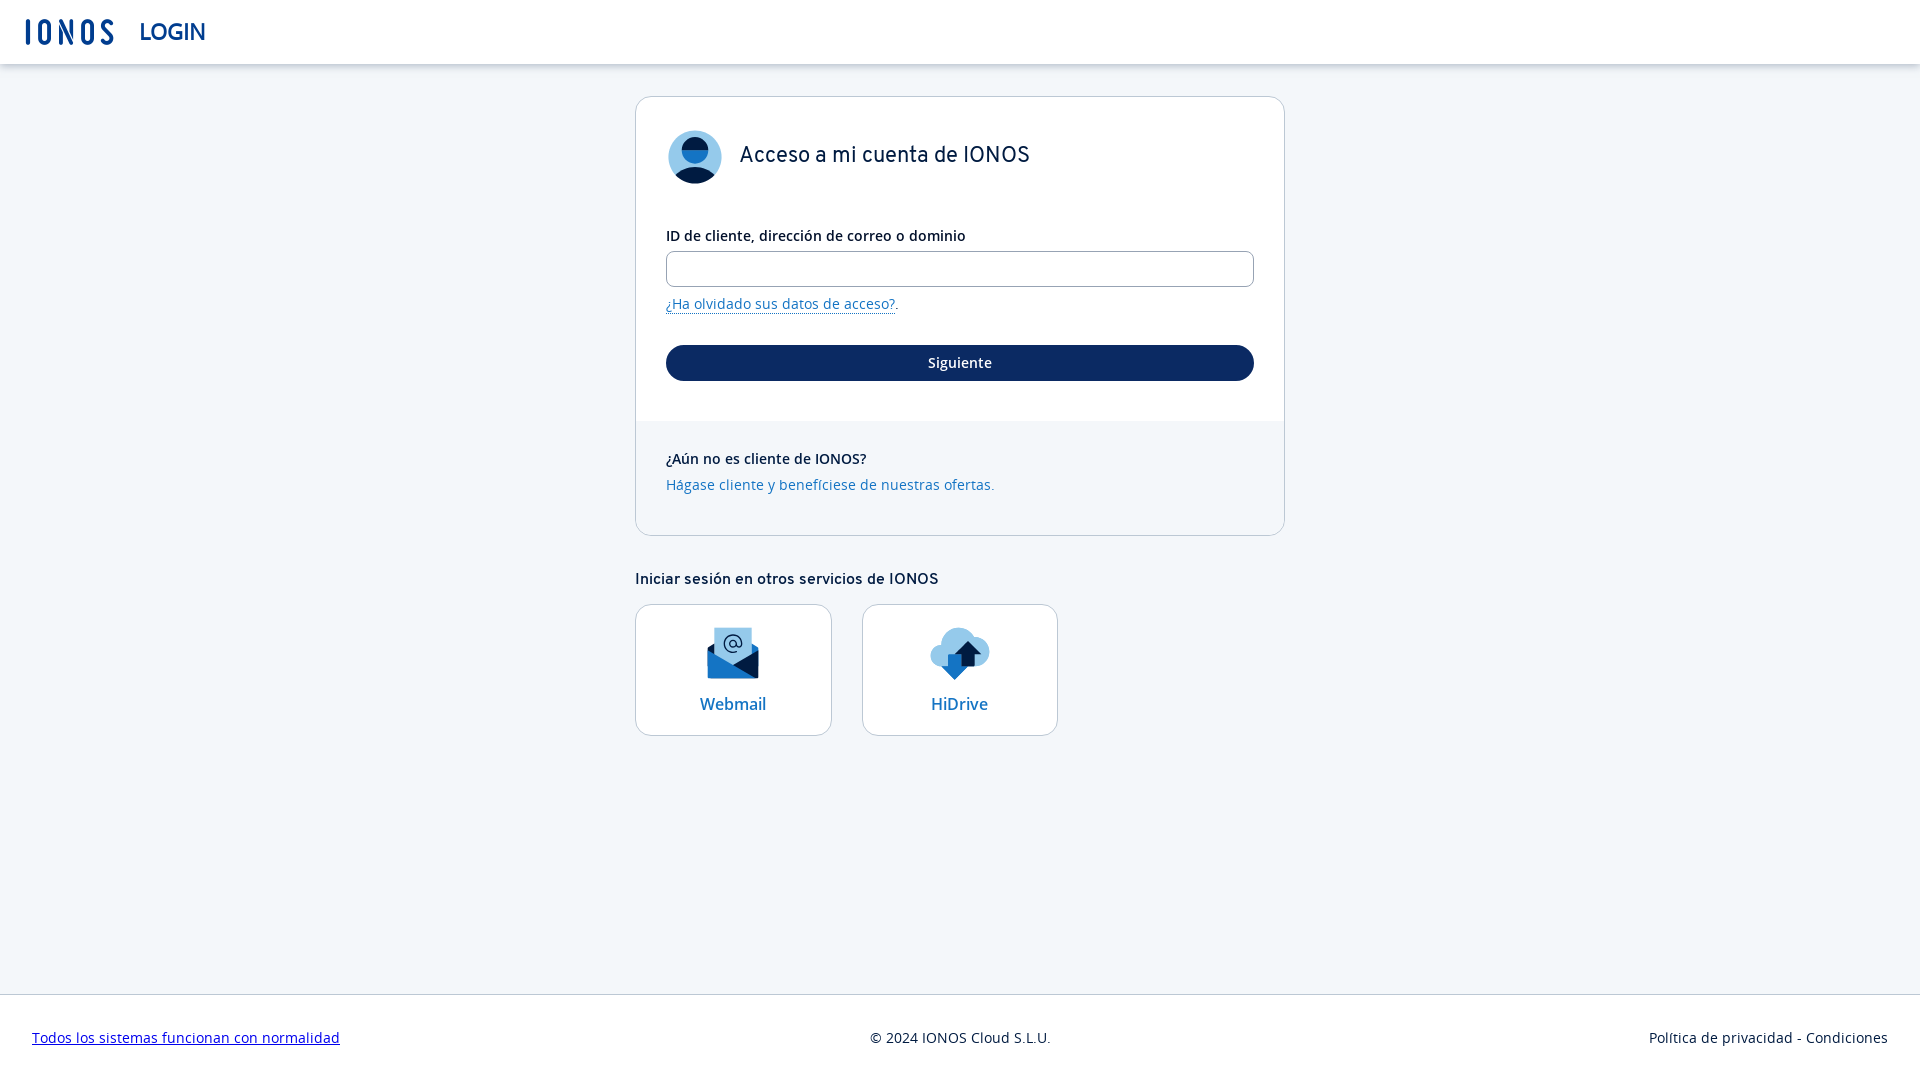 IONOS LOGIN
Acceso a mi cuenta de IONOS
ID de cliente, dirección de correo o dominio
¿Ha olvidado sus datos de acceso?.
Siguiente
¿Aún no es cliente de IONOS?
Hágase cliente y benefíciese de nuestras ofertas.
Iniciar sesión en otros servicios de IONOS
@
Webmail
HiDrive
Todos los sistemas funcionan con normalidad
© 2024 IONOS Cloud S.L.U.
Política de privacidad - Condiciones